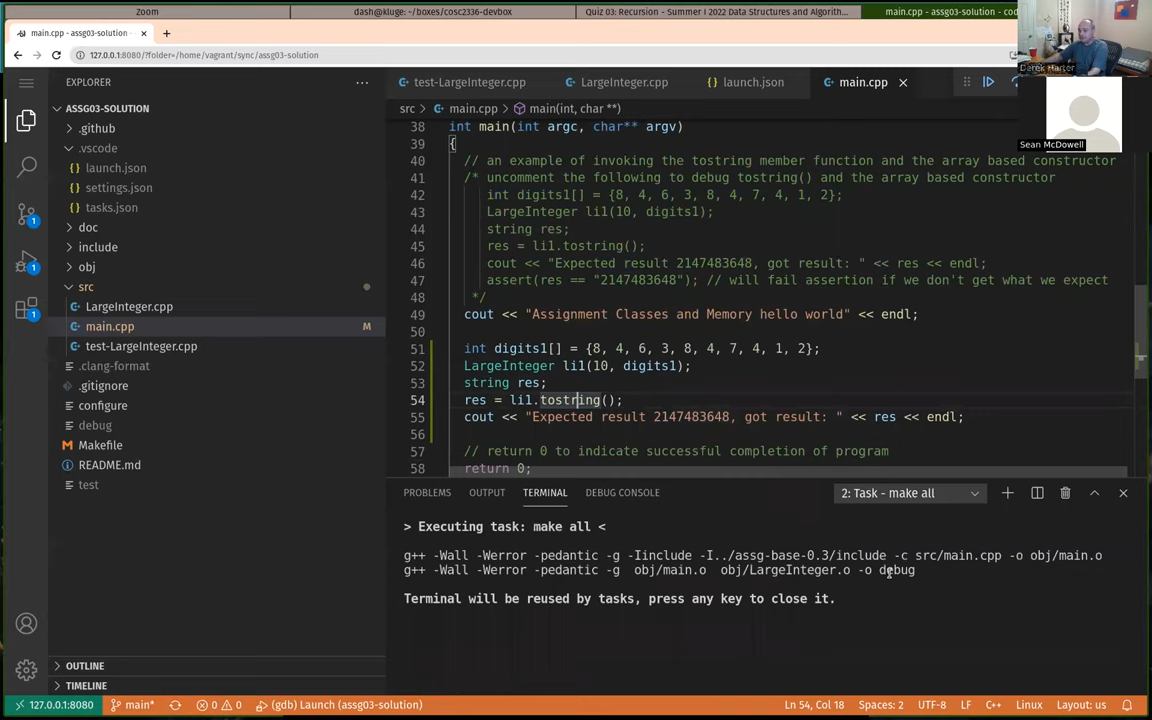 Zoom
dash@kluge: ~/boxes/cosc2336-devbox
Quiz 03: Recursion - Summer I 2022 Data Structures and Algorith...
main.cpp - assg03-solution - cod
main.cpp - assg03-solution -
127.0.0.1:8080/?folder=/home/vagrant/sync/assg03-solution
Derek Harter
Sean McDowell
EXPLORER
ASSG03-SOLUTION
.github
.vscode
launch.json
settings.json
tasks.json
doc
include
obj
src
LargeInteger.cpp
main.cpp M
test-LargeInteger.cpp
.clang-format
.gitignore
configure
debug
Makefile
README.md
test
OUTLINE
TIMELINE
1
1
1
test-LargeInteger.cpp LargeInteger.cpp launch.json main.cpp
src > main.cpp > main(int, char **)
38 int main(int argc, char** argv)
39 {
40 // an example of invoking the tostring member function and the array based constructor
41 /* uncomment the following to debug tostring() and the array based constructor
42 int digits1[] = {8, 4, 6, 3, 8, 4, 7, 4, 1, 2};
43 LargeInteger li1(10, digits1);
44 string res;
45 res = li1.tostring();
46 cout << "Expected result 2147483648, got result: " << res << endl;
47 assert(res == "2147483648"); // will fail assertion if we don't get what we expect
48 */
49 cout << "Assignment Classes and Memory hello world" << endl;
50
51 int digits1[] = {8, 4, 6, 3, 8, 4, 7, 4, 1, 2};
52 LargeInteger li1(10, digits1);
53 string res;
54 res = li1.tostring();
55 cout << "Expected result 2147483648, got result: " << res << endl;
56
57 // return 0 to indicate successful completion of program
58 return 0;
PROBLEMS OUTPUT TERMINAL DEBUG CONSOLE 2: Task - make all
> Executing task: make all <
g++ -Wall -Werror -pedantic -g -Iinclude -I../assg-base-0.3/include -c src/main.cpp -o obj/main.o
g++ -Wall -Werror -pedantic -g obj/main.o obj/LargeInteger.o -o debug
Terminal will be reused by tasks, press any key to close it.
127.0.0.1:8080 main* 0 0 (gdb) Launch (assg03-solution) Ln 54, Col 18 Spaces: 2 UTF-8 LF C++ Linux Layout: us